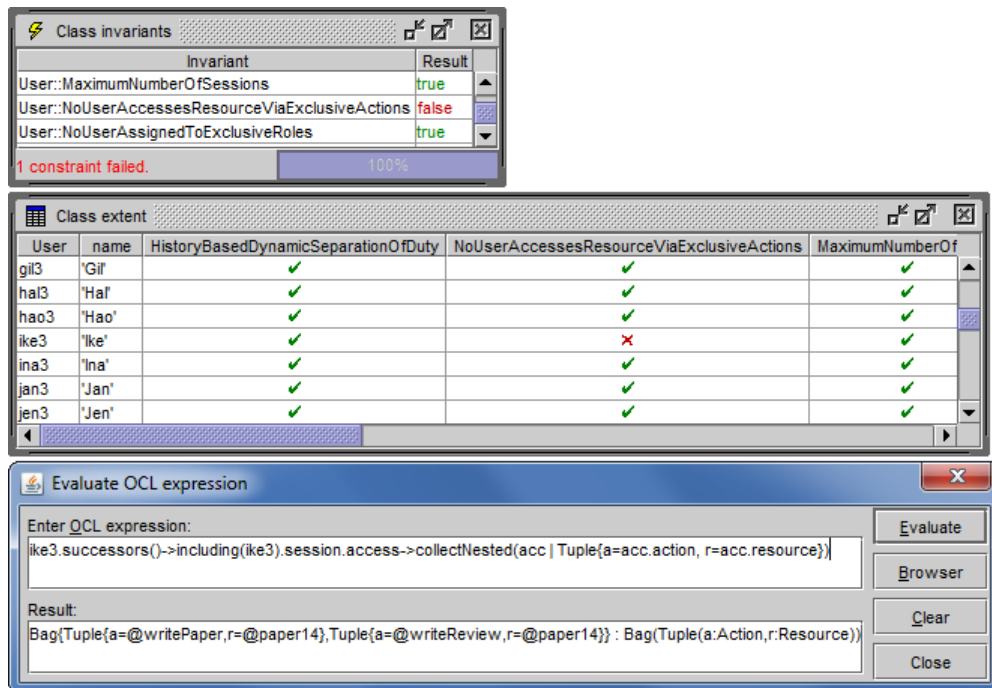 Class invariants
Invariant Result
User::MaximumNumberOfSessions true
User::NoUserAccessesResourceViaExclusiveActions false
User::NoUserAssignedToExclusiveRoles true
1 constraint failed. 100%
Class extent
User name HistoryBasedDynamicSeparationOfDuty NoUserAccessesResourceViaExclusiveActions MaximumNumberOf
gil3 'Gil'
hal3 'Hal'
hao3 'Hao'
ike3 'Ike'
ina3 'Ina'
jan3 'Jan'
jen3 'Jen'
Evaluate OCL expression
Enter OCL expression:
Evaluate
ike3.successors()->including(ike3).session.access->collectNested(acc | Tuple{a=acc.action, r=acc.resource})
Browser
Result:
Clear
Bag{Tuple{a=@writePaper,r=@paper14},Tuple{a=@writeReview,r=@paper14}} : Bag(Tuple(a:Action,r:Resource))
Close